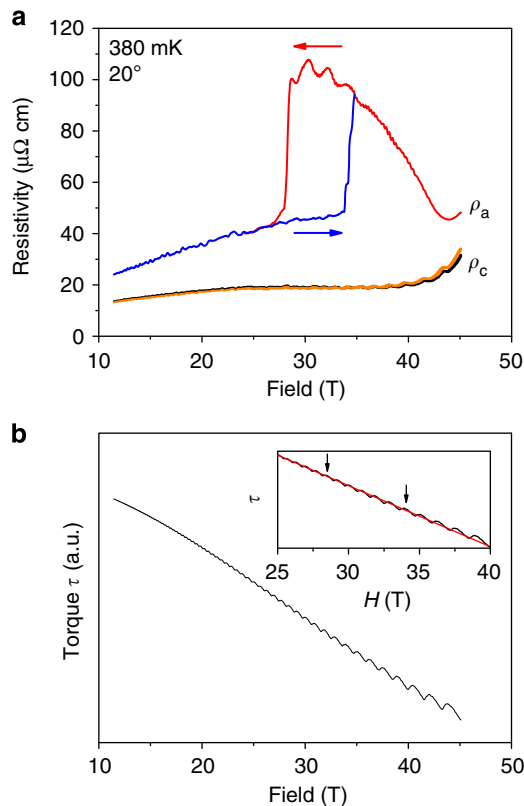 a
380 mK
20°
120
100
80
60
40
20
0
Resistivity (μΩ cm)
ρa
ρc
10 20 30 40 50
Field (T)
b
τ
25 30 35 40
H (T)
Torque τ (a.u.)
10 20 30 40 50
Field (T)